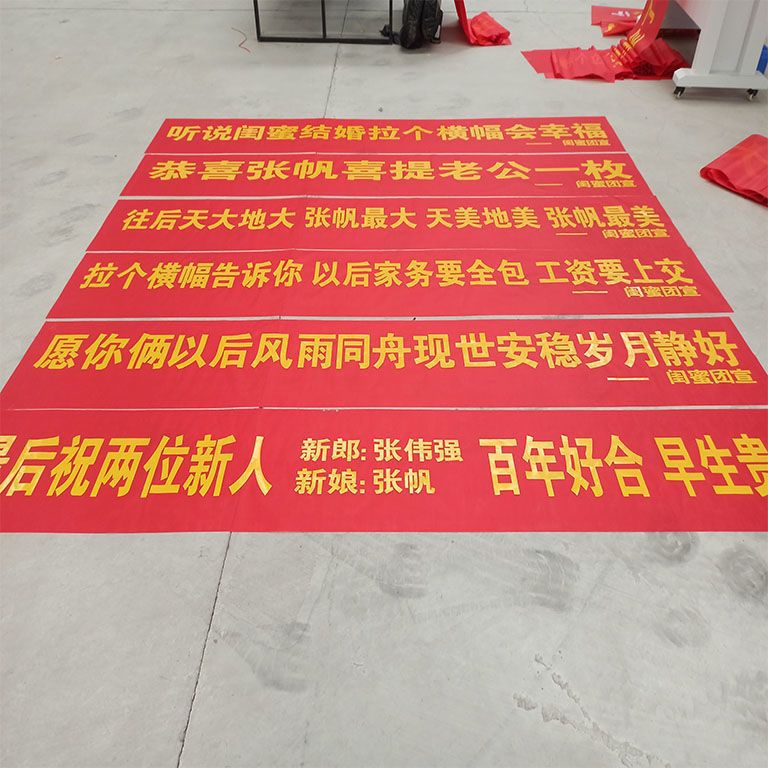 听说闺蜜结婚拉个横幅会幸福
—— 闺蜜团宣
恭喜张帆喜提老公一枚
—— 闺蜜团宣
往后天大地大 张帆最大 天美地美 张帆最美
—— 闺蜜团宣
拉个横幅告诉你 以后家务要全包 工资要上交
—— 闺蜜团宣
愿你俩以后风雨同舟现世安稳岁月静好
—— 闺蜜团宣
最后祝两位新人 新郎:张伟强 百年好合 早生贵
新娘:张帆